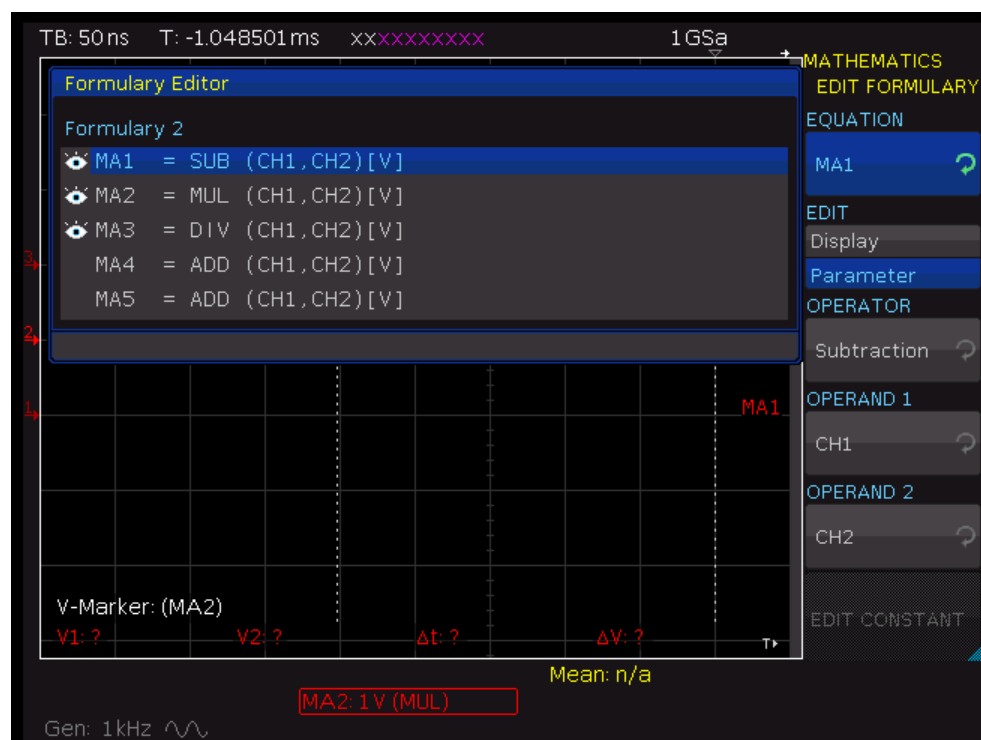 TB: 50 ns T: -1.048501 ms xxxxxxxxxx 1 GSa
MATHEMATICS
EDIT FORMULARY
Formulary Editor
Formulary 2
MA1 = SUB (CH1,CH2)[V]
MA2 = MUL (CH1,CH2)[V]
MA3 = DIV (CH1,CH2)[V]
MA4 = ADD (CH1,CH2)[V]
MA5 = ADD (CH1,CH2)[V]
EQUATION
MA1
EDIT
Display
Parameter
OPERATOR
Subtraction
OPERAND 1
CH1
OPERAND 2
CH2
EDIT CONSTANT
3
2
1
MA1
V-Marker: (MA2)
V1: ? V2: ? Δt: ? ΔV: ?
T
Mean: n/a
MA2: 1 V (MUL)
Gen: 1kHz